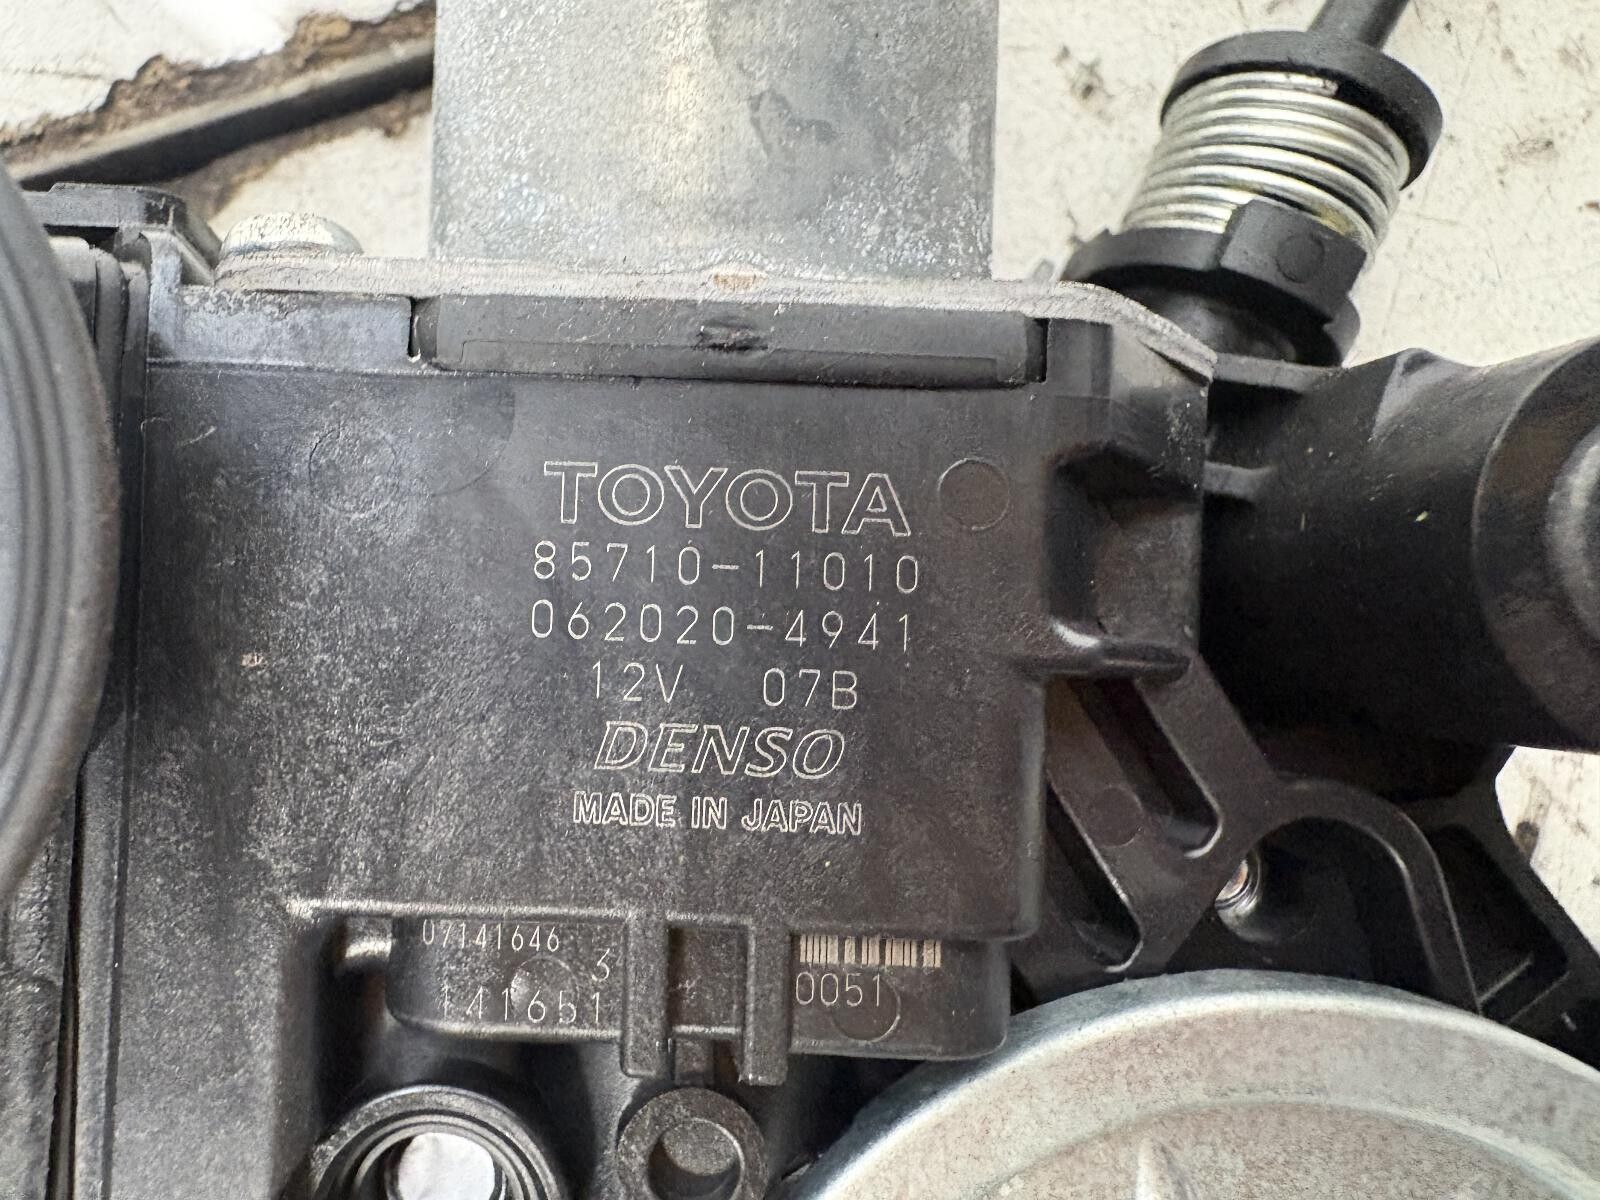 TOYOTA
85710-11010
062020-4941
12V 07B
DENSO
MADE IN JAPAN
07141646
3
141651
0051